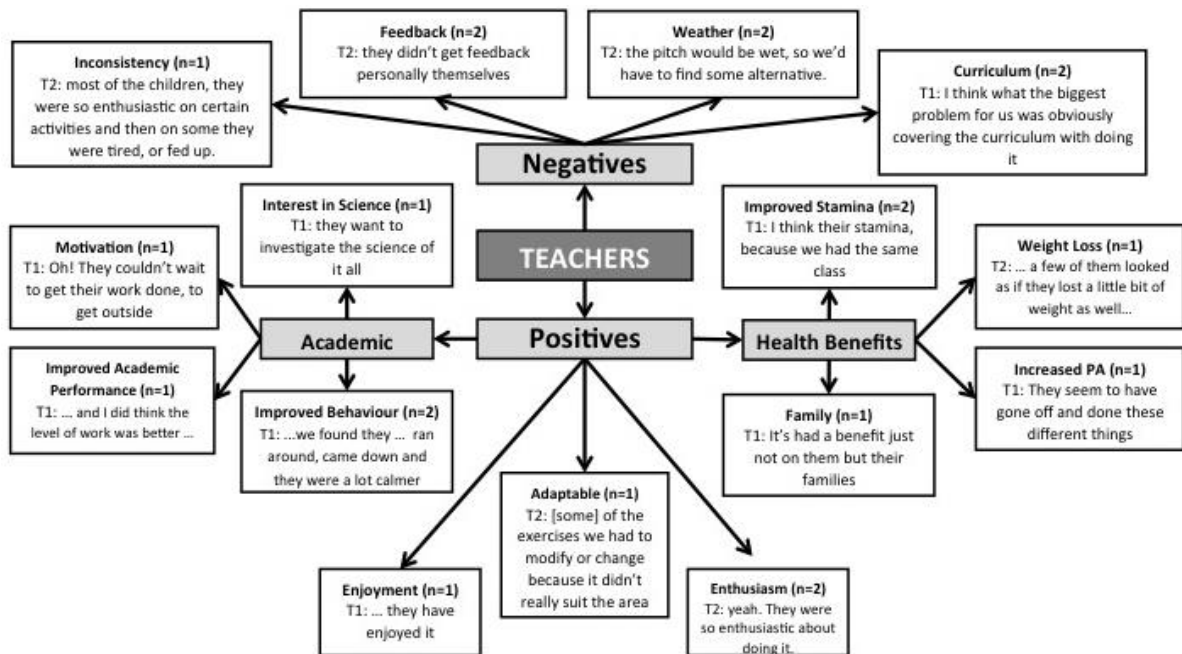 Feedback (n=2)
T2: they didn't get feedback
personally themselves
Weather (n=2)
T2: the pitch would be wet, so we'd
have to find some alternative.
Inconsistency (n=1)
T2: most of the children, they
were so enthusiastic on certain
activities and then on some they
were tired, or fed up.
Curriculum (n=2)
T1: I think what the biggest
problem for us was obviously
covering the curriculum with doing
it
Negatives
Interest in Science (n=1)
T1: they want to
investigate the science of
it all
TEACHERS
Improved Stamina (n=2)
T1: I think their stamina,
because we had the same
class
Motivation (n=1)
T1: Oh! They couldn't wait
to get their work done, to
get outside
Weight Loss (n=1)
T2: … a few of them looked
as if they lost a little bit of
weight as well…
Academic
Positives
Health Benefits
Improved Academic
Performance (n=1)
T1: … and I did think the
level of work was better …
Improved Behaviour (n=2)
T1: …we found they … ran
around, came down and
they were a lot calmer
Family (n=1)
T1: It's had a benefit just
not on them but their
families
Increased PA (n=1)
T1: They seem to have
gone off and done these
different things
Adaptable (n=1)
T2: [some] of the
exercises we had to
modify or change
because it didn't
really suit the area
Enjoyment (n=1)
T1: … they have
enjoyed it
Enthusiasm (n=2)
T2: yeah. They were
so enthusiastic about
doing it.